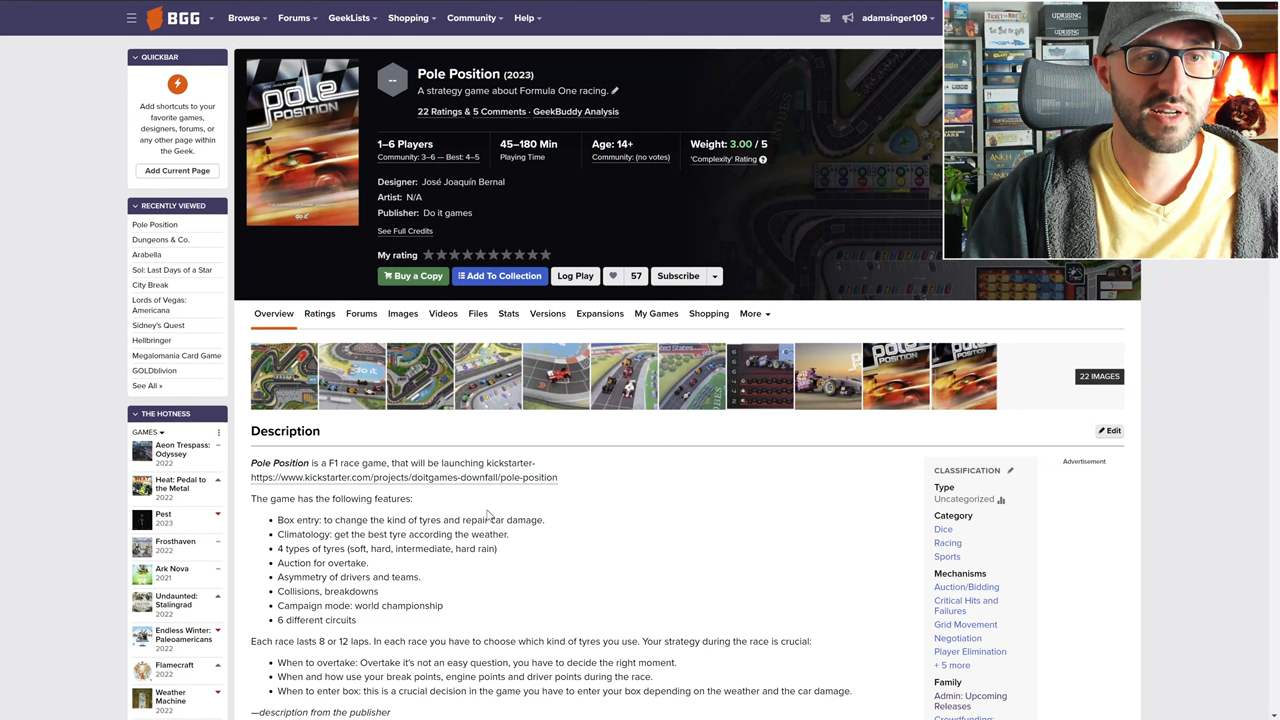 BGG
Browse
Forums
GeekLists
Shopping
Community
Help
adamsinger109
QUICKBAR
Add shortcuts to your
favorite games,
designers, forums, or
any other page within
the Geek.
Add Current Page
RECENTLY VIEWED
Pole Position
Dungeons & Co.
Arabella
Sol: Last Days of a Star
City Break
Lords of Vegas:
Americana
Sidney's Quest
Hellbringer
Megalomania Card Game
GOLDblivion
See All »
THE HOTNESS
GAMES
Aeon Trespass:
Odyssey
2022
Heat: Pedal to
the Metal
2022
Pest
2023
Frosthaven
2022
Ark Nova
2021
Undaunted:
Stalingrad
2022
Endless Winter:
Paleoamericans
2022
Flamecraft
2022
Weather
Machine
2022
pole
POSITION
do it
--
Pole Position (2023)
A strategy game about Formula One racing.
22 Ratings & 5 Comments · GeekBuddy Analysis
1–6 Players
Community: 3–6 — Best: 4–5
45–180 Min
Playing Time
Age: 14+
Community: (no votes)
Weight: 3.00 / 5
'Complexity' Rating
Designer: José Joaquín Bernal
Artist: N/A
Publisher: Do it games
See Full Credits
My rating
Buy a Copy
Add To Collection
Log Play
57
Subscribe
UPRISING
UPRISING
ANKH
Overview
Ratings
Forums
Images
Videos
Files
Stats
Versions
Expansions
My Games
Shopping
More
22 IMAGES
Description
Edit
Pole Position is a F1 race game, that will be launching kickstarter-
https://www.kickstarter.com/projects/doitgames-downfall/pole-position
The game has the following features:
• Box entry: to change the kind of tyres and repair car damage.
• Climatology: get the best tyre according the weather.
• 4 types of tyres (soft, hard, intermediate, hard rain)
• Auction for overtake.
• Asymmetry of drivers and teams.
• Collisions, breakdowns
• Campaign mode: world championship
• 6 different circuits
Each race lasts 8 or 12 laps. In each race you have to choose which kind of tyres you use. Your strategy during the race is crucial:
• When to overtake: Overtake it's not an easy question, you have to decide the right moment.
• When and how use your break points, engine points and driver points during the race.
• When to enter box: this is a crucial decision in the game you have to enter your box depending on the weather and the car damage.
—description from the publisher
CLASSIFICATION
Type
Uncategorized
Category
Dice
Racing
Sports
Mechanisms
Auction/Bidding
Critical Hits and
Failures
Grid Movement
Negotiation
Player Elimination
+ 5 more
Family
Admin: Upcoming
Releases
Crowdfunding:
Advertisement